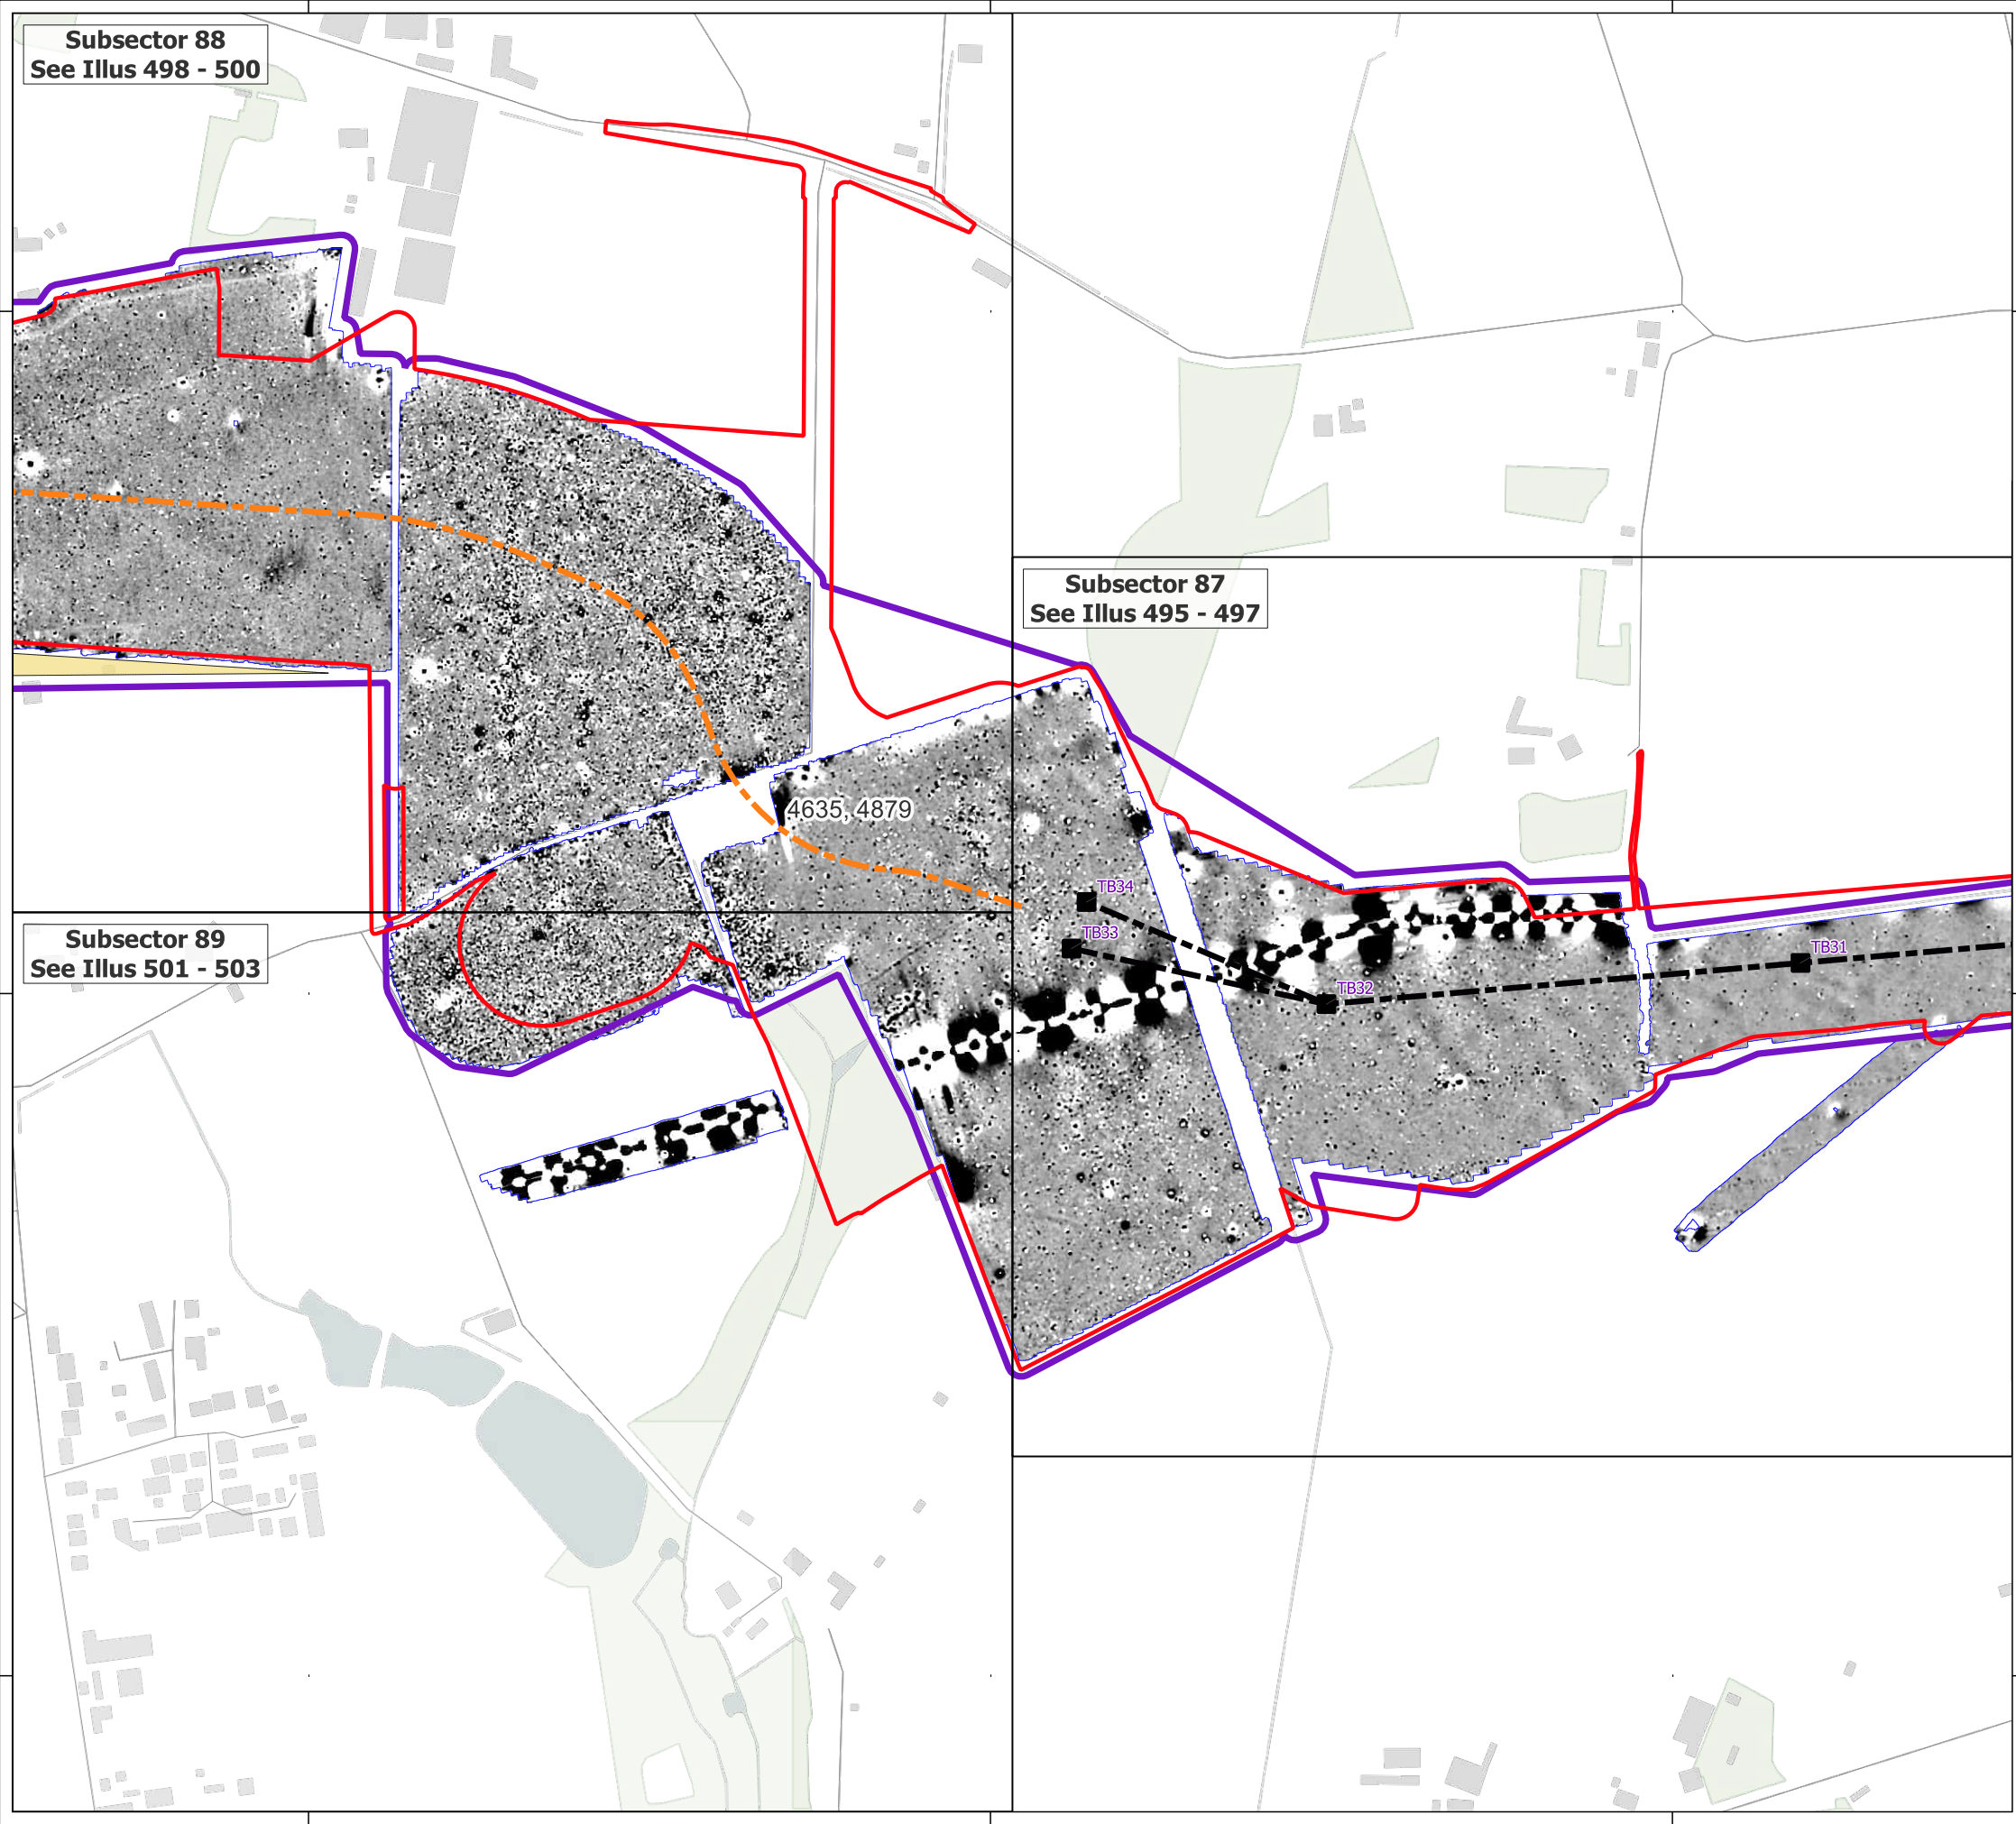 Subsector 88
See Illus 498 - 500
Subsector 87
See Illus 495 - 497
4635, 4879
TB34
TB33
TB31
TB32
Subsector 89
See Illus 501 - 503